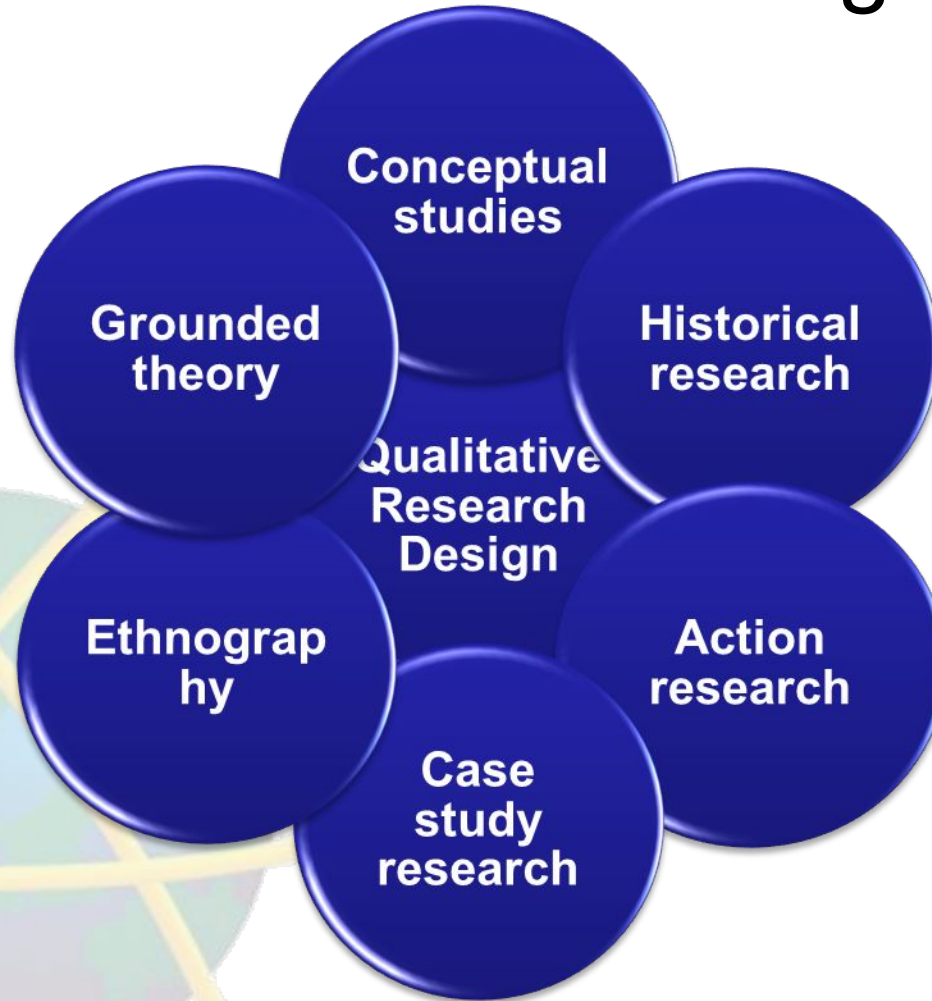 Conceptual
studies
Historical
research
Action
research
Case
study
research
Ethnograp
hy
Grounded
theory
Qualitative
Research
Design